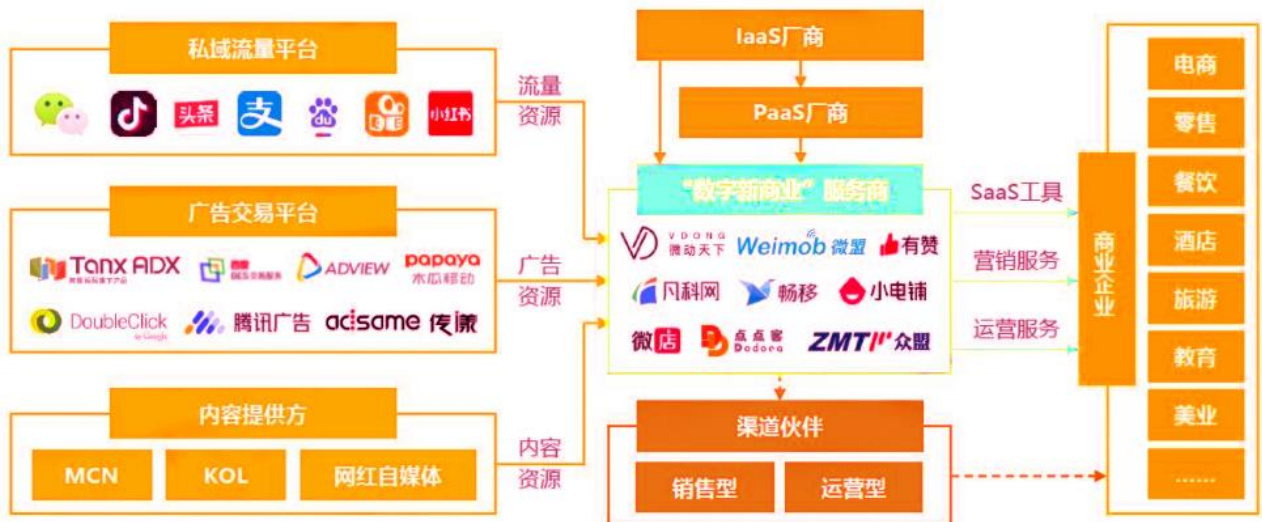 私域流量平台
头条
支
du
小红书
流量
资源
广告交易平台
Tanx ADX
ADVIEW
papaya
木瓜移动
DoubleClick
by Google
腾讯广告
adsame 传漾
广告
资源
内容提供方
MCN
KOL
网红自媒体
内容
资源
IaaS厂商
PaaS厂商
“数字新商业”服务商
VDONG
微动天下
Weimob 微盟
有赞
凡科网
畅移
小电铺
微店
点点客
Dodoca
ZMT 众盟
渠道伙伴
销售型
运营型
SaaS工具
营销服务
运营服务
商业企业
电商
零售
餐饮
酒店
旅游
教育
美业
......